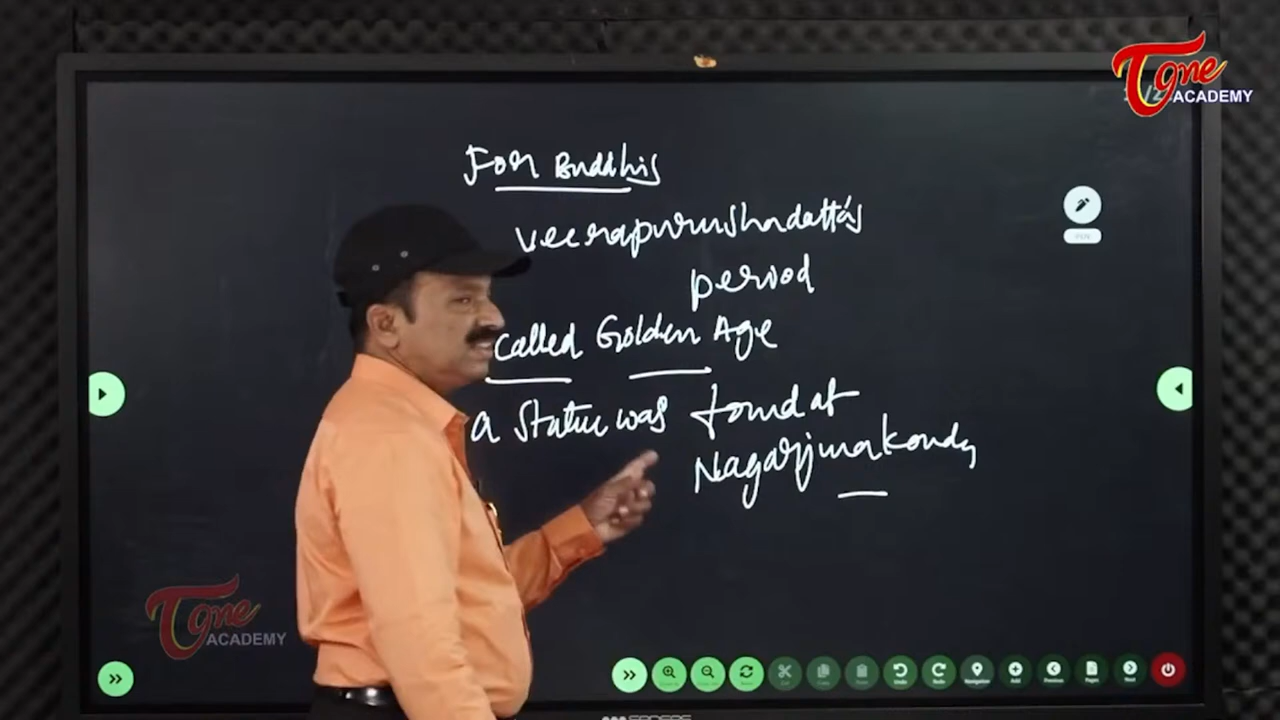 Tone
ACADEMY
For Buddhis
veerapurushadatta's
period
called Golden Age
a statue was found at
Nagarjunakonda
Tone
ACADEMY